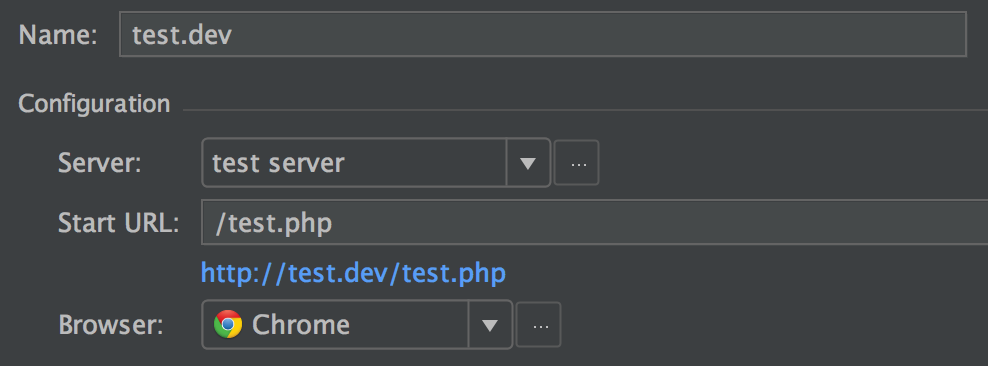 Name: test.dev
Configuration
Server: test server ...
Start URL: /test.php
http://test.dev/test.php
Browser: Chrome ...